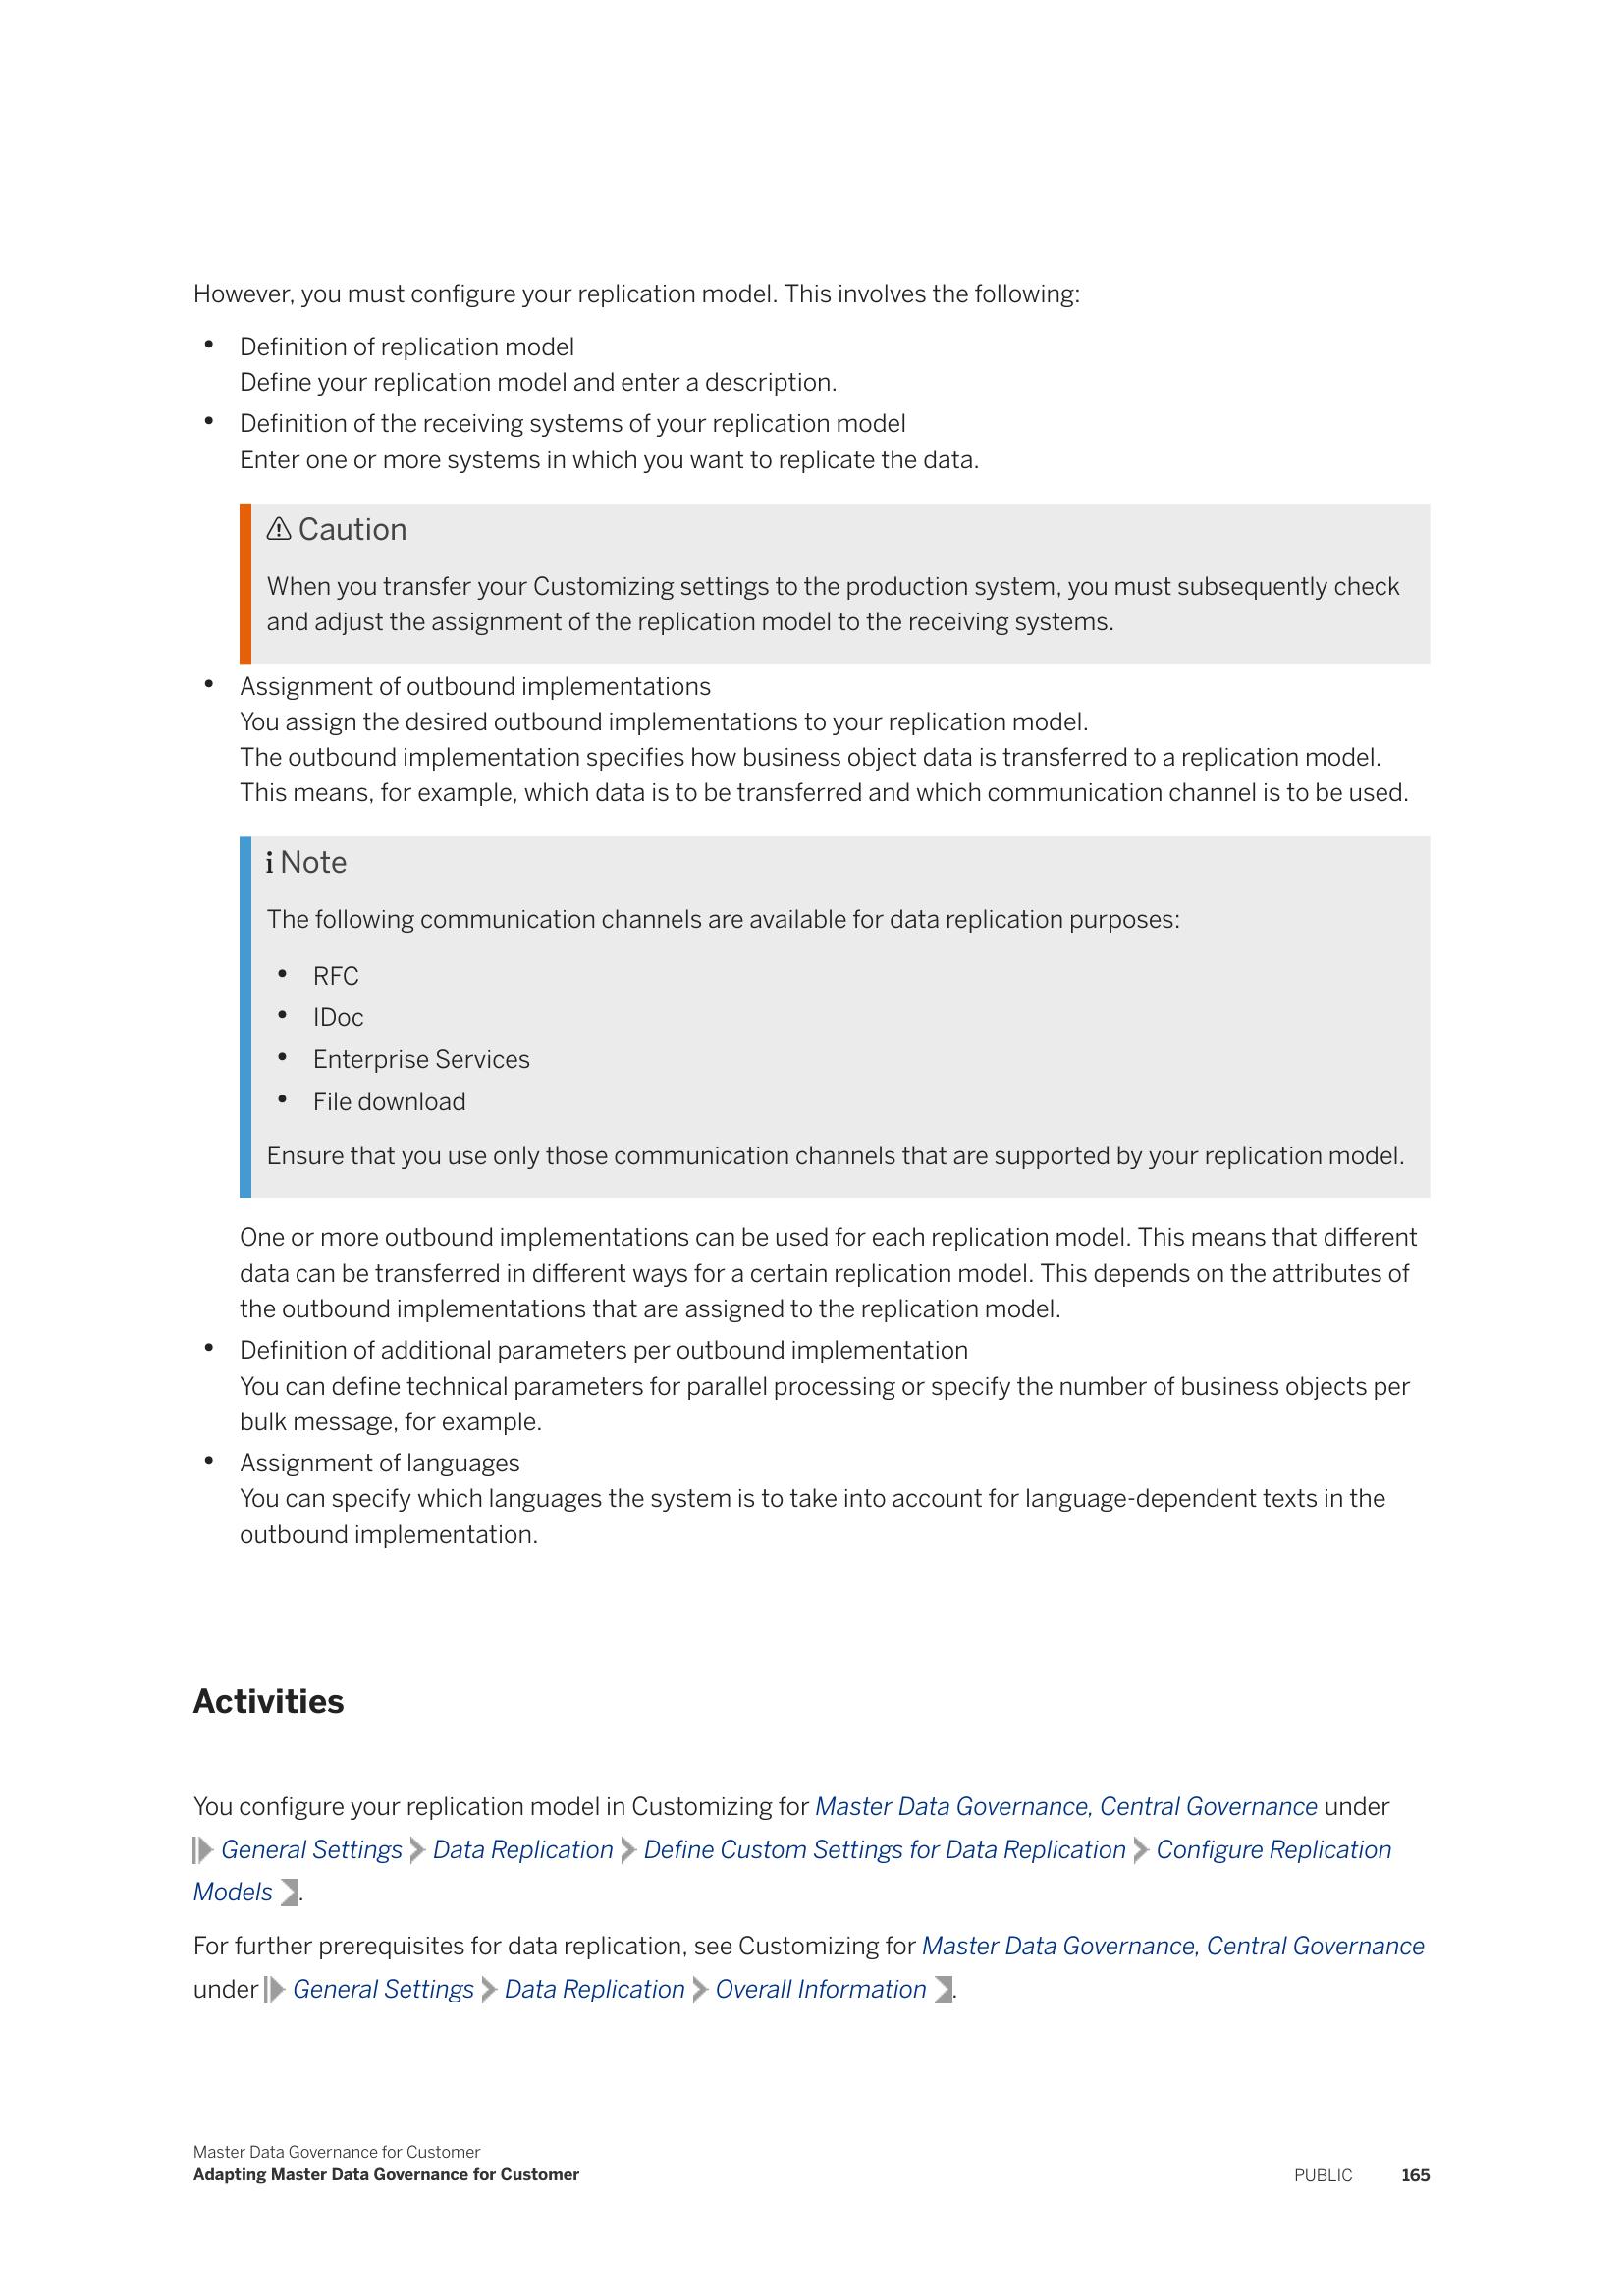 However, you must configure your replication model. This involves the following:
• Definition of replication model
Define your replication model and enter a description.
• Definition of the receiving systems of your replication model
Enter one or more systems in which you want to replicate the data.
⚠ Caution
When you transfer your Customizing settings to the production system, you must subsequently check
and adjust the assignment of the replication model to the receiving systems.
• Assignment of outbound implementations
You assign the desired outbound implementations to your replication model.
The outbound implementation specifies how business object data is transferred to a replication model.
This means, for example, which data is to be transferred and which communication channel is to be used.
i Note
The following communication channels are available for data replication purposes:
• RFC
• IDoc
• Enterprise Services
• File download
Ensure that you use only those communication channels that are supported by your replication model.
One or more outbound implementations can be used for each replication model. This means that different
data can be transferred in different ways for a certain replication model. This depends on the attributes of
the outbound implementations that are assigned to the replication model.
• Definition of additional parameters per outbound implementation
You can define technical parameters for parallel processing or specify the number of business objects per
bulk message, for example.
• Assignment of languages
You can specify which languages the system is to take into account for language-dependent texts in the
outbound implementation.
Activities
You configure your replication model in Customizing for Master Data Governance, Central Governance under
General Settings Data Replication Define Custom Settings for Data Replication Configure Replication
Models .
For further prerequisites for data replication, see Customizing for Master Data Governance, Central Governance
under General Settings Data Replication Overall Information .
Master Data Governance for Customer
Adapting Master Data Governance for Customer
PUBLIC 165